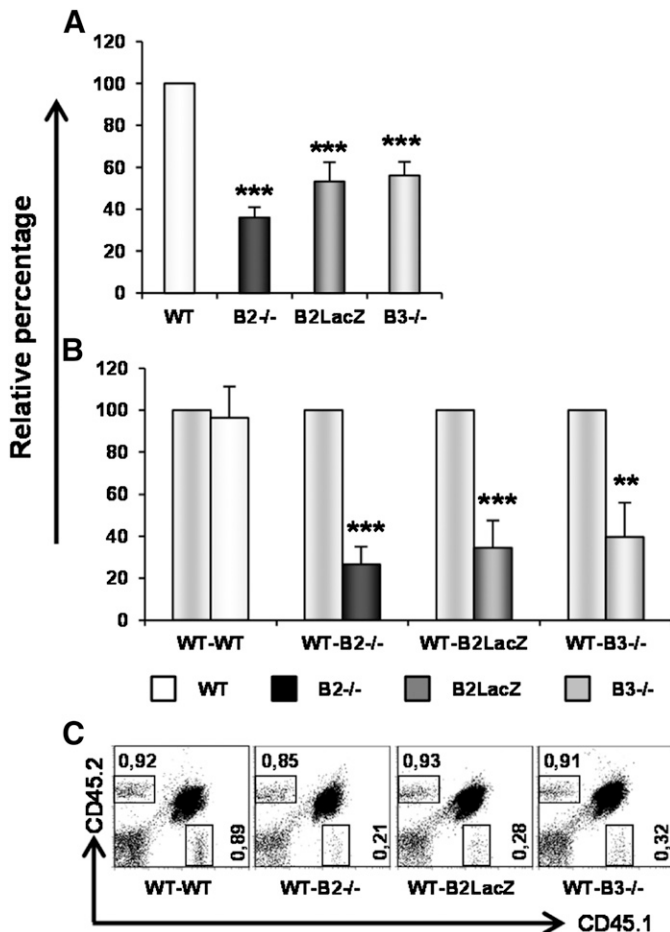 A
Relative percentage
120
100
80
60
40
20
0
***
***
***
WT
B2-/-
B2LacZ
B3-/-
B
120
100
80
60
40
20
0
***
***
**
WT-WT
WT-B2-/-
WT-B2LacZ
WT-B3-/-
WT
B2-/-
B2LacZ
B3-/-
C
CD45.2
0,92
0,89
0,85
0,21
0,93
0,28
0,91
0,32
WT-WT
WT-B2-/-
WT-B2LacZ
WT-B3-/-
CD45.1